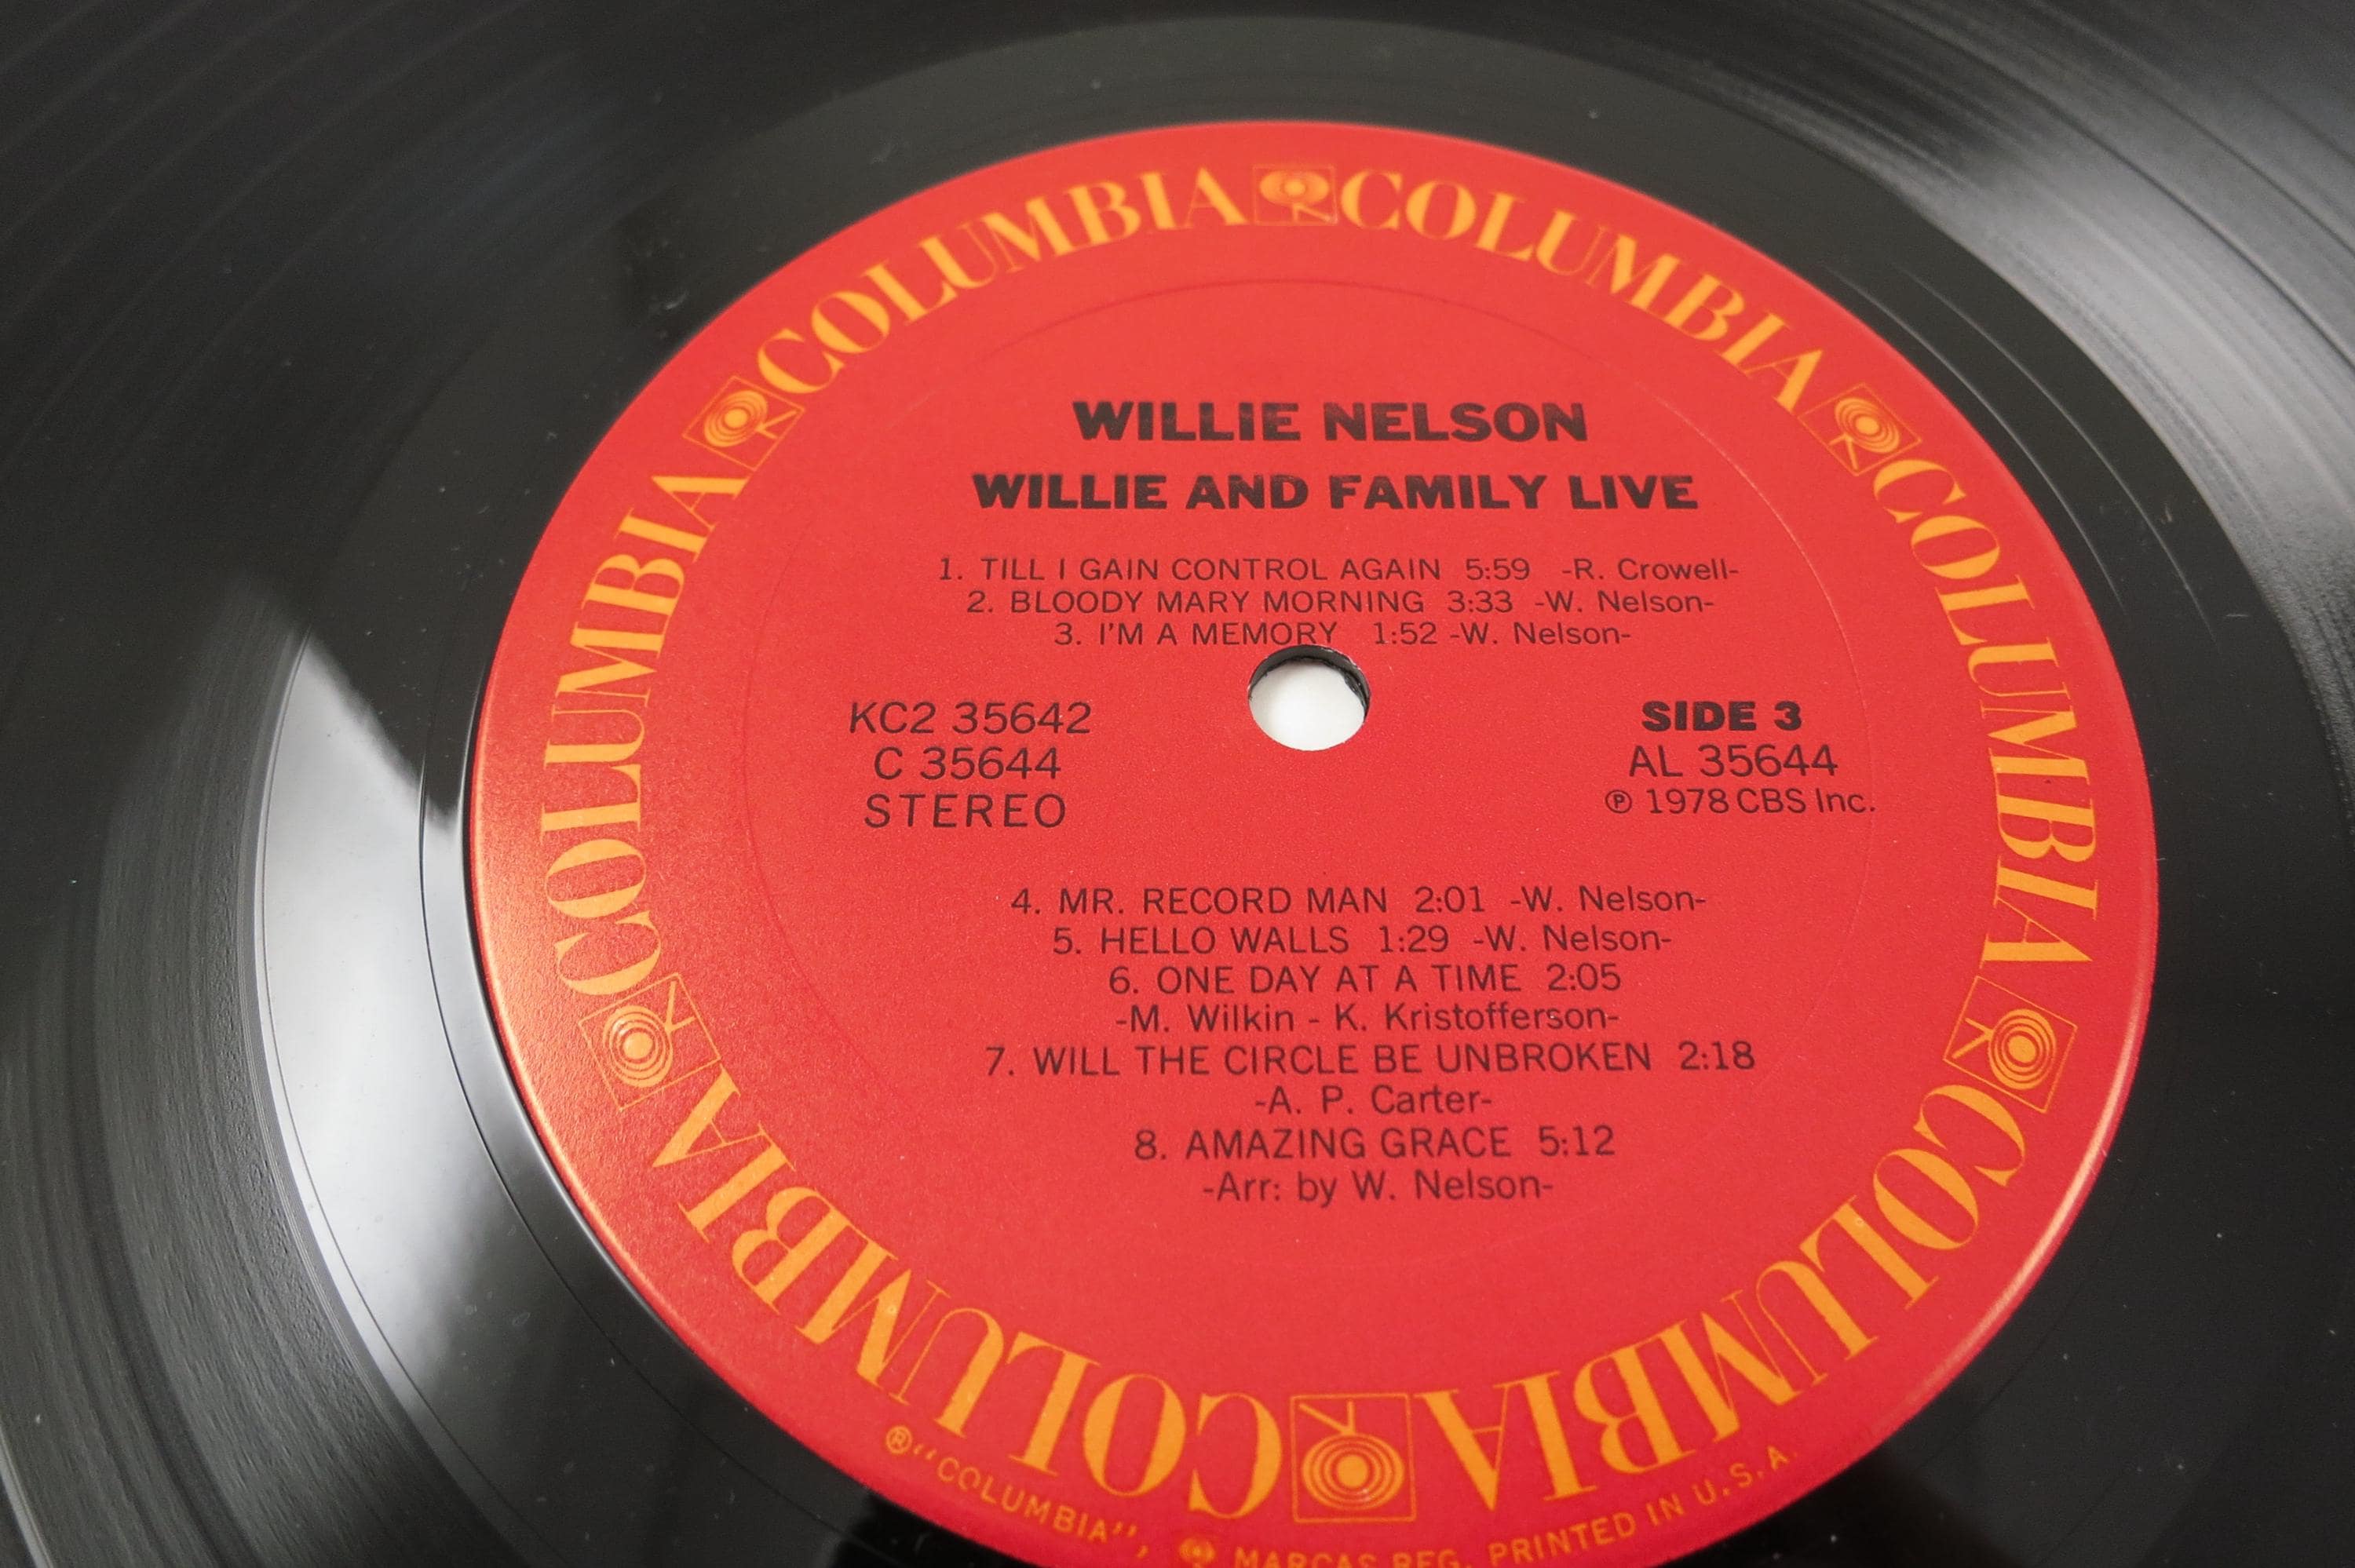 COLUMBIA COLUMBIA COLUMBIA COLUMBIA COLUMBIA COLUMBIA
WILLIE NELSON
WILLIE AND FAMILY LIVE
1. TILL I GAIN CONTROL AGAIN 5:59 -R. Crowell-
2. BLOODY MARY MORNING 3:33 -W. Nelson-
3. I'M A MEMORY 1:52 -W. Nelson-
KC2 35642
C 35644
STEREO
SIDE 3
AL 35644
℗ 1978 CBS Inc.
4. MR. RECORD MAN 2:01 -W. Nelson-
5. HELLO WALLS 1:29 -W. Nelson-
6. ONE DAY AT A TIME 2:05
-M. Wilkin - K. Kristofferson-
7. WILL THE CIRCLE BE UNBROKEN 2:18
-A. P. Carter-
8. AMAZING GRACE 5:12
-Arr: by W. Nelson-
® "COLUMBIA", MARCAS REG. PRINTED IN U.S.A.